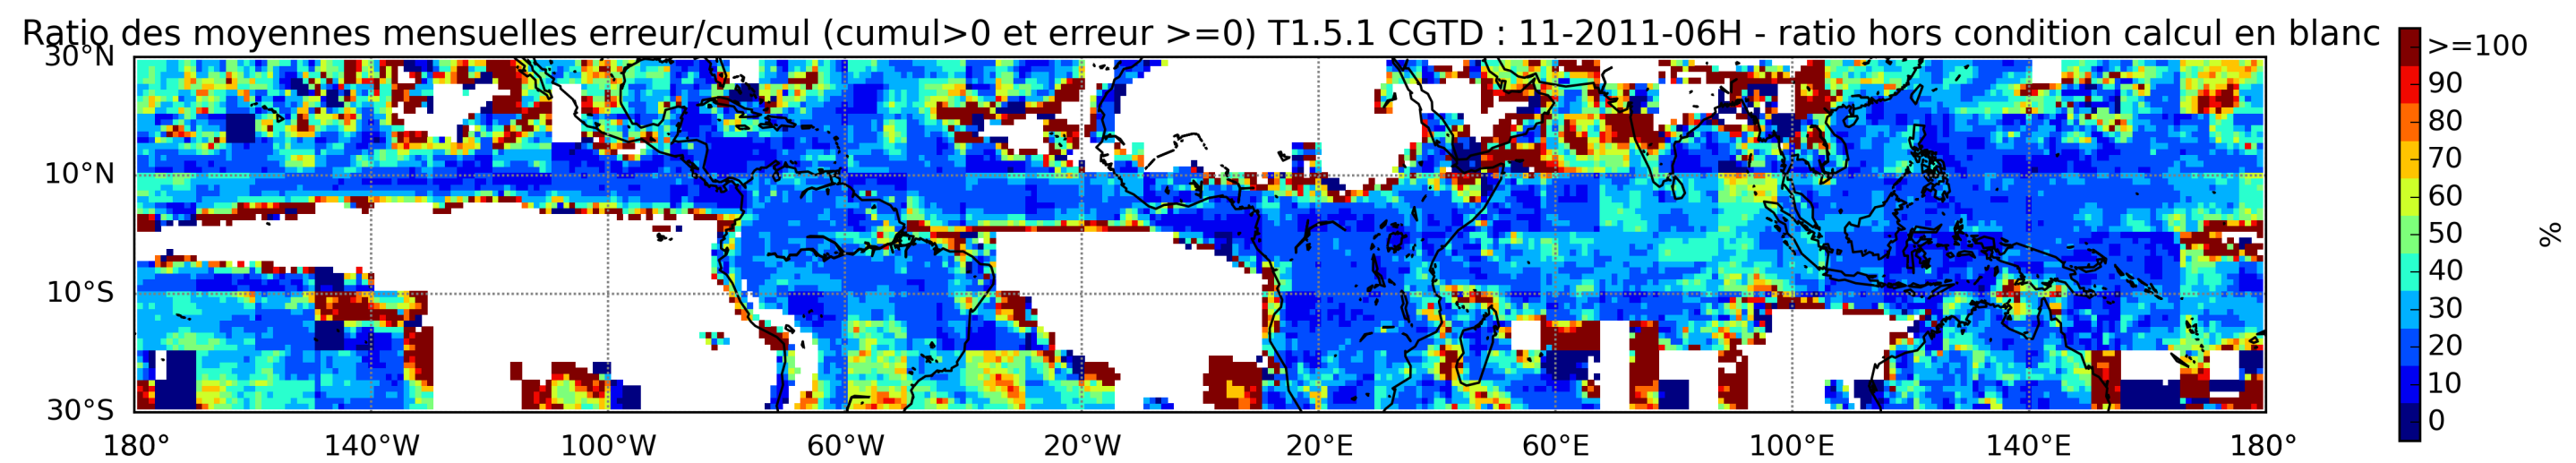 Ratio des moyennes mensuelles erreur/cumul (cumul>0 et erreur >=0) T1.5.1 CGTD : 11-2011-06H - ratio hors condition calcul en blanc
30°N
10°N
10°S
30°S
180°
140°W
100°W
60°W
20°W
20°E
60°E
100°E
140°E
180°
>=100
90
80
70
60
50
40
30
20
10
0
%